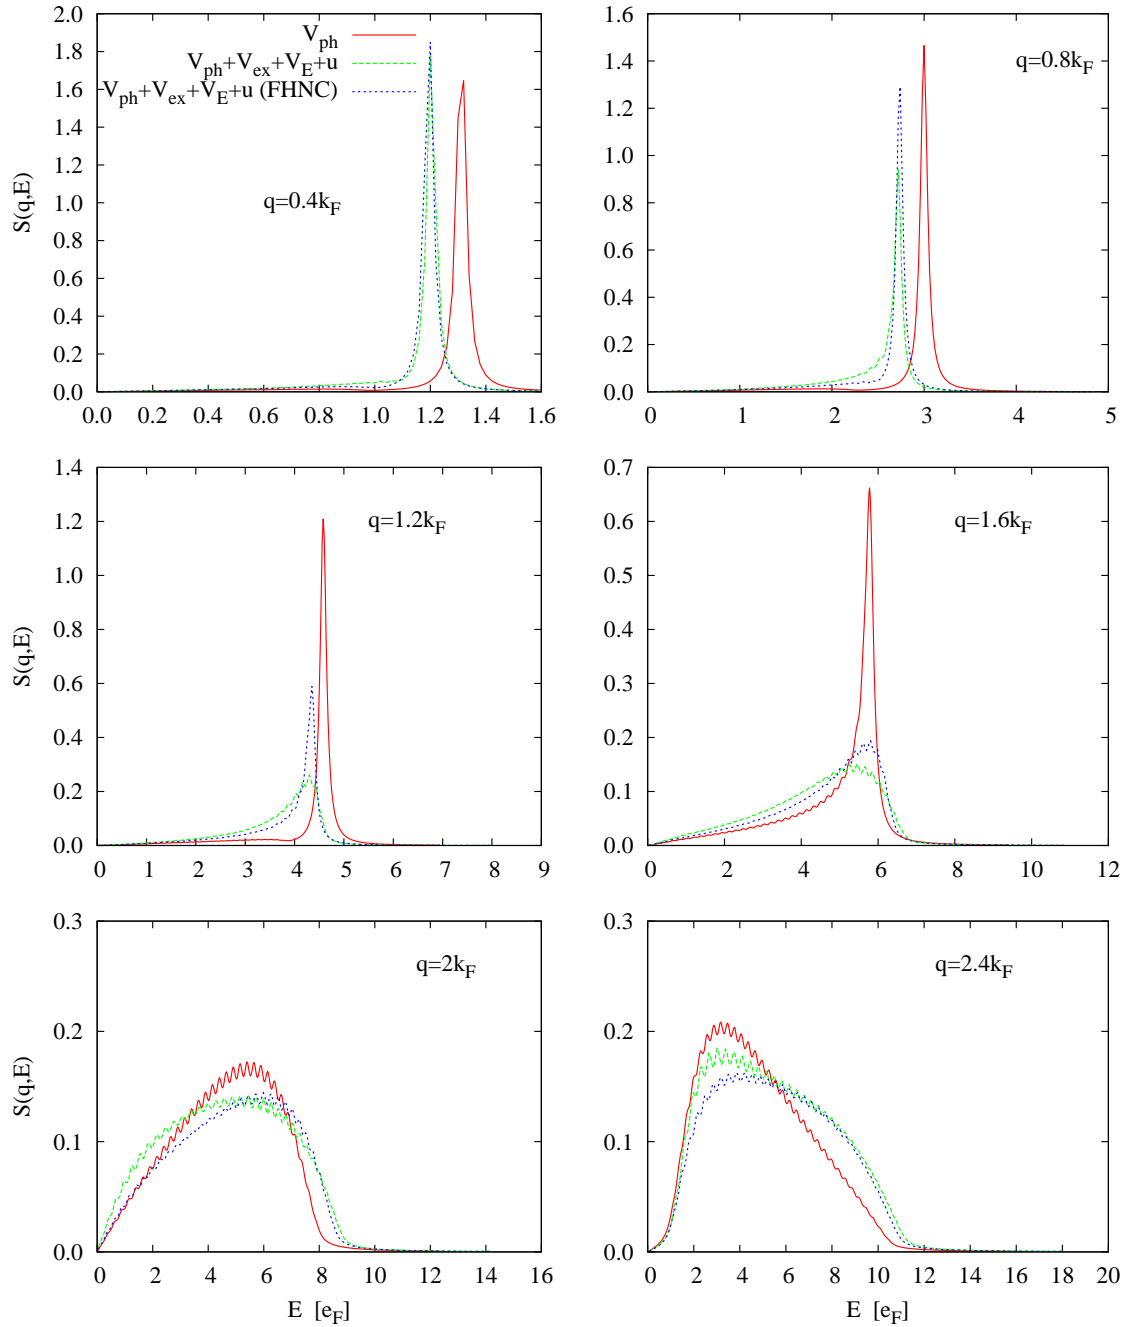 2.0
1.8
1.6
1.4
1.2
1.0
0.8
0.6
0.4
0.2
0.0
S(q,E)
V_ph
V_ph+V_ex+V_E+u
V_ph+V_ex+V_E+u (FHNC)
q=0.4k_F
0.0 0.2 0.4 0.6 0.8 1.0 1.2 1.4 1.6
1.6
1.4
1.2
1.0
0.8
0.6
0.4
0.2
0.0
q=0.8k_F
0 1 2 3 4 5
1.4
1.2
1.0
0.8
0.6
0.4
0.2
0.0
S(q,E)
q=1.2k_F
0 1 2 3 4 5 6 7 8 9
0.7
0.6
0.5
0.4
0.3
0.2
0.1
0.0
q=1.6k_F
0 2 4 6 8 10 12
0.3
0.2
0.1
0.0
S(q,E)
q=2k_F
0 2 4 6 8 10 12 14 16
E [e_F]
0.3
0.2
0.1
0.0
q=2.4k_F
0 2 4 6 8 10 12 14 16 18 20
E [e_F]